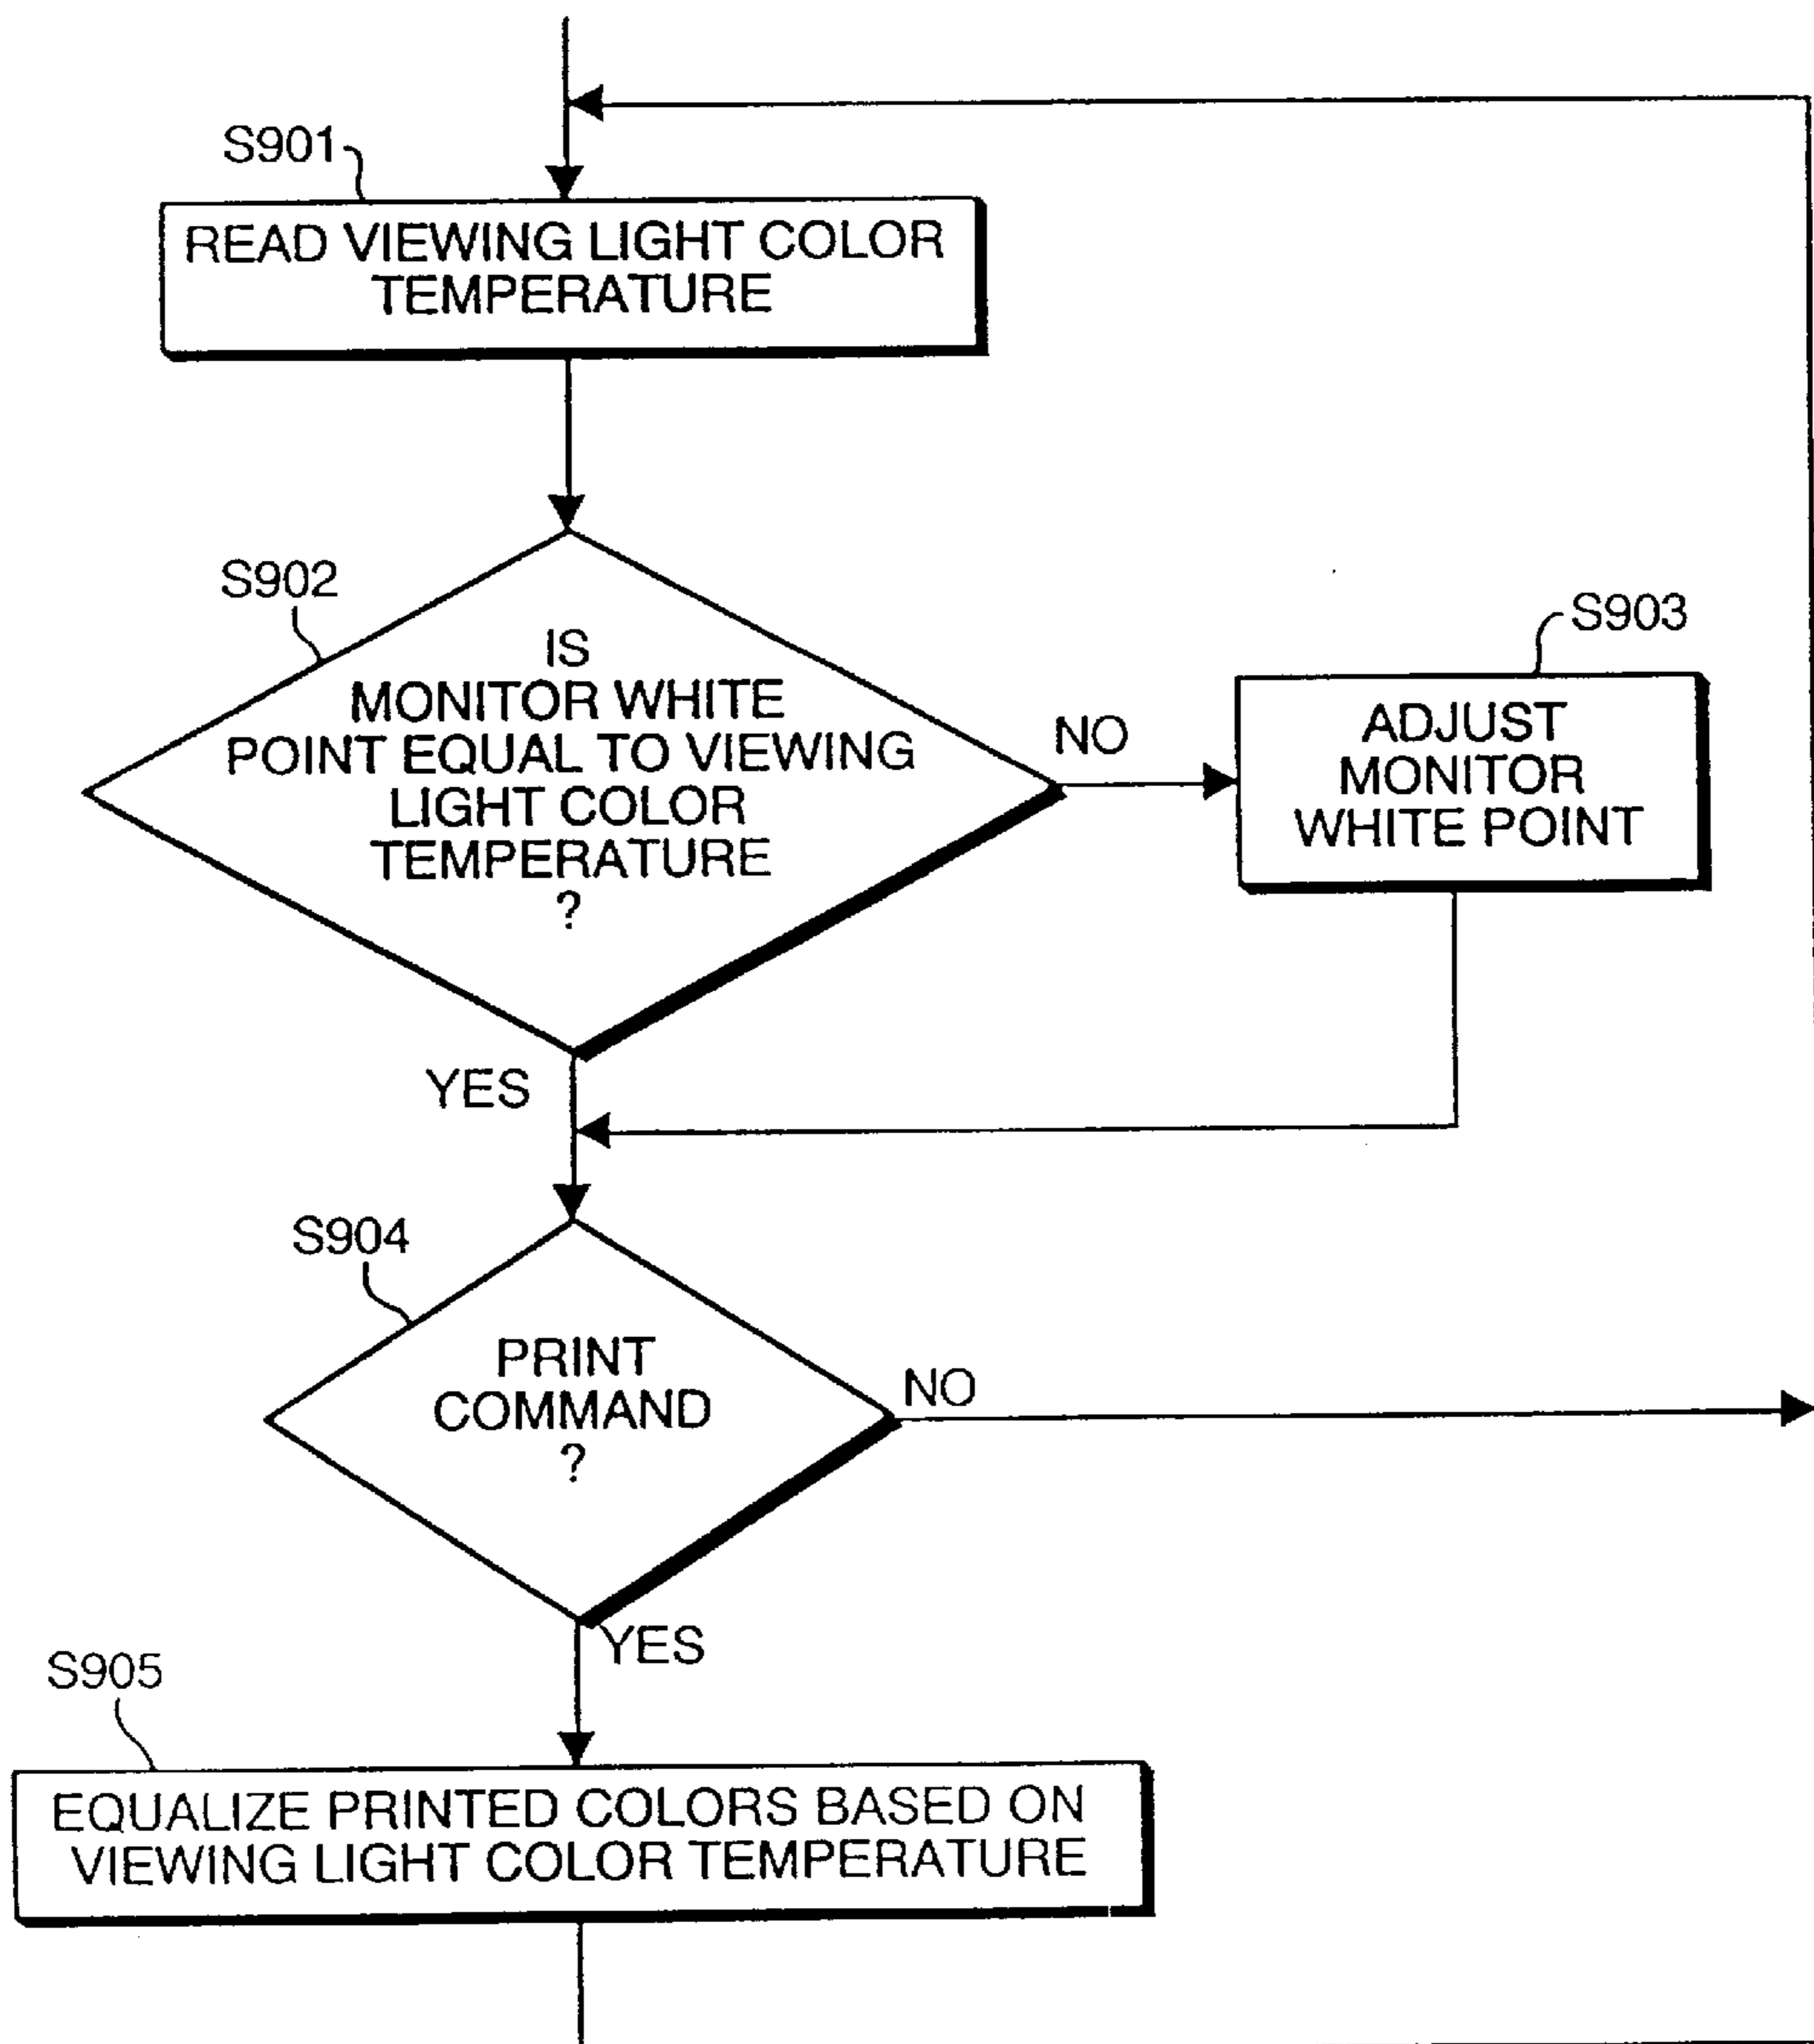 S901
READ VIEWING LIGHT COLOR
TEMPERATURE
S902
IS
MONITOR WHITE
POINT EQUAL TO VIEWING
LIGHT COLOR
TEMPERATURE
?
NO
S903
ADJUST
MONITOR
WHITE POINT
YES
S904
PRINT
COMMAND
?
NO
YES
S905
EQUALIZE PRINTED COLORS BASED ON
VIEWING LIGHT COLOR TEMPERATURE